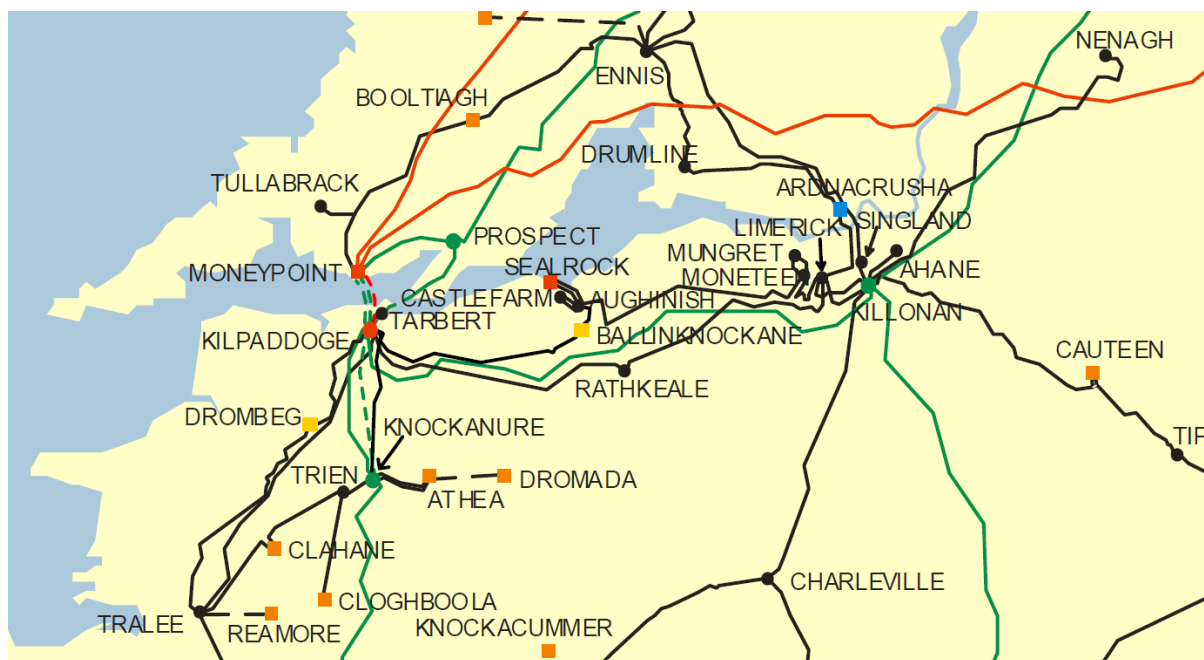 NENAGH
ENNIS
BOOLTIAGH
DRUMLINE
TULLABRACK
ARDNACRUSHA
LIMERICK
SINGLAND
PROSPECT
MUNGRET
SEALROCK
MONEYPOINT
MONETEE
AHANE
CASTLEFARM
AUGHINISH
TARBERT
KILLONAN
KILPADDOGE
BALLINKNOCKANE
CAUTEEN
RATHKEALE
DROMBEG
KNOCKANURE
TIP
TRIEN
ATHEA
DROMADA
CLAHANE
CHARLEVILLE
CLOGHBOOLA
TRALEE
REAMORE
KNOCKACUMMER